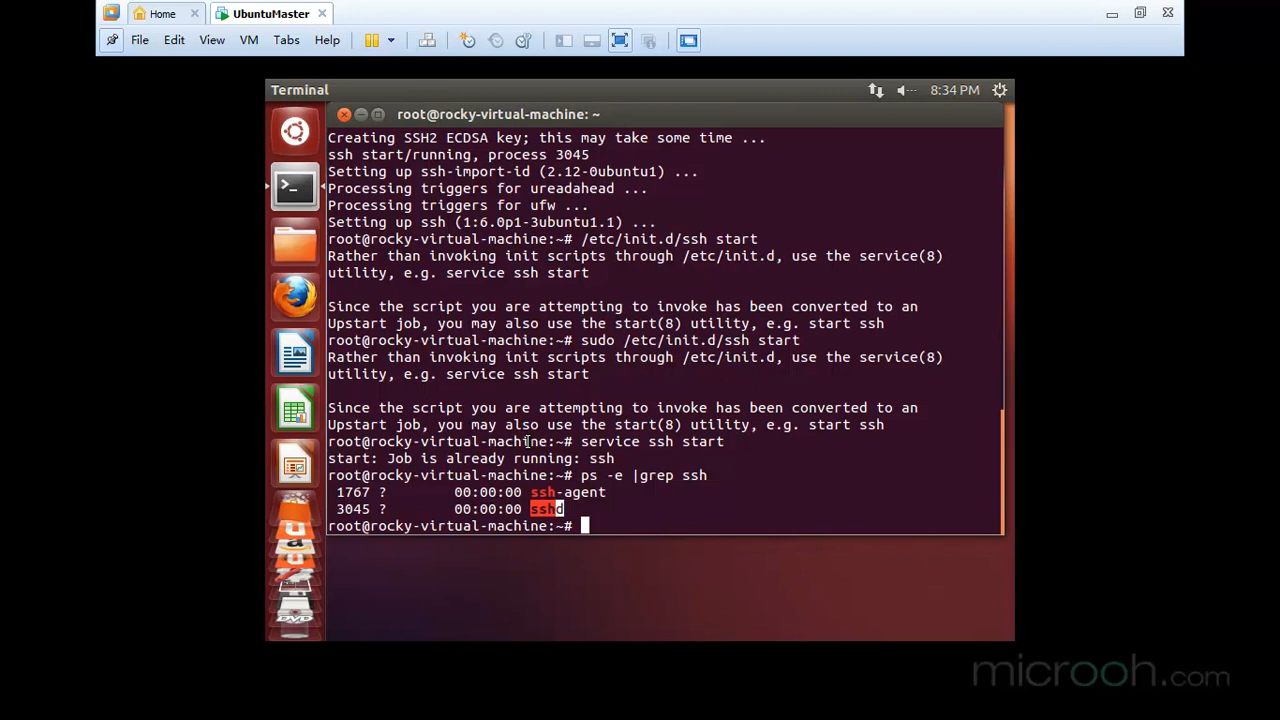 Home
UbuntuMaster
File Edit View VM Tabs Help
Terminal
8:34 PM
root@rocky-virtual-machine: ~
Creating SSH2 ECDSA key; this may take some time ...
ssh start/running, process 3045
Setting up ssh-import-id (2.12-0ubuntu1) ...
Processing triggers for ureadahead ...
Processing triggers for ufw ...
Setting up ssh (1:6.0p1-3ubuntu1.1) ...
root@rocky-virtual-machine:~# /etc/init.d/ssh start
Rather than invoking init scripts through /etc/init.d, use the service(8)
utility, e.g. service ssh start
Since the script you are attempting to invoke has been converted to an
Upstart job, you may also use the start(8) utility, e.g. start ssh
root@rocky-virtual-machine:~# sudo /etc/init.d/ssh start
Rather than invoking init scripts through /etc/init.d, use the service(8)
utility, e.g. service ssh start
Since the script you are attempting to invoke has been converted to an
Upstart job, you may also use the start(8) utility, e.g. start ssh
root@rocky-virtual-machine:~# service ssh start
start: Job is already running: ssh
root@rocky-virtual-machine:~# ps -e |grep ssh
1767 ? 00:00:00 ssh-agent
3045 ? 00:00:00 sshd
root@rocky-virtual-machine:~#
DVD
microoh.com